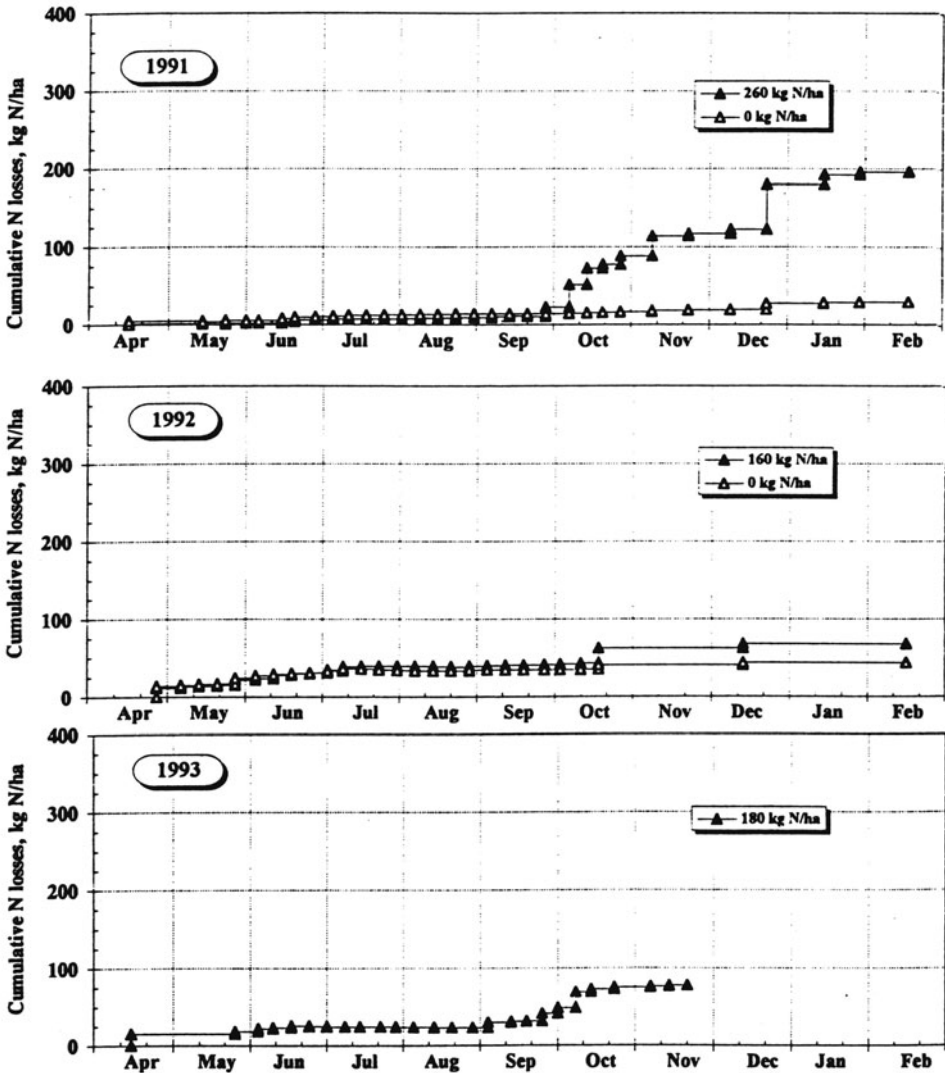 400
1991
300
260 kg N/ha
0 kg N/ha
200
100
0
Cumulative N losses, kg N/ha
Apr May Jun Jul Aug Sep Oct Nov Dec Jan Feb
400
1992
300
160 kg N/ha
0 kg N/ha
200
100
0
Cumulative N losses, kg N/ha
Apr May Jun Jul Aug Sep Oct Nov Dec Jan Feb
400
1993
300
180 kg N/ha
200
100
0
Cumulative N losses, kg N/ha
Apr May Jun Jul Aug Sep Oct Nov Dec Jan Feb